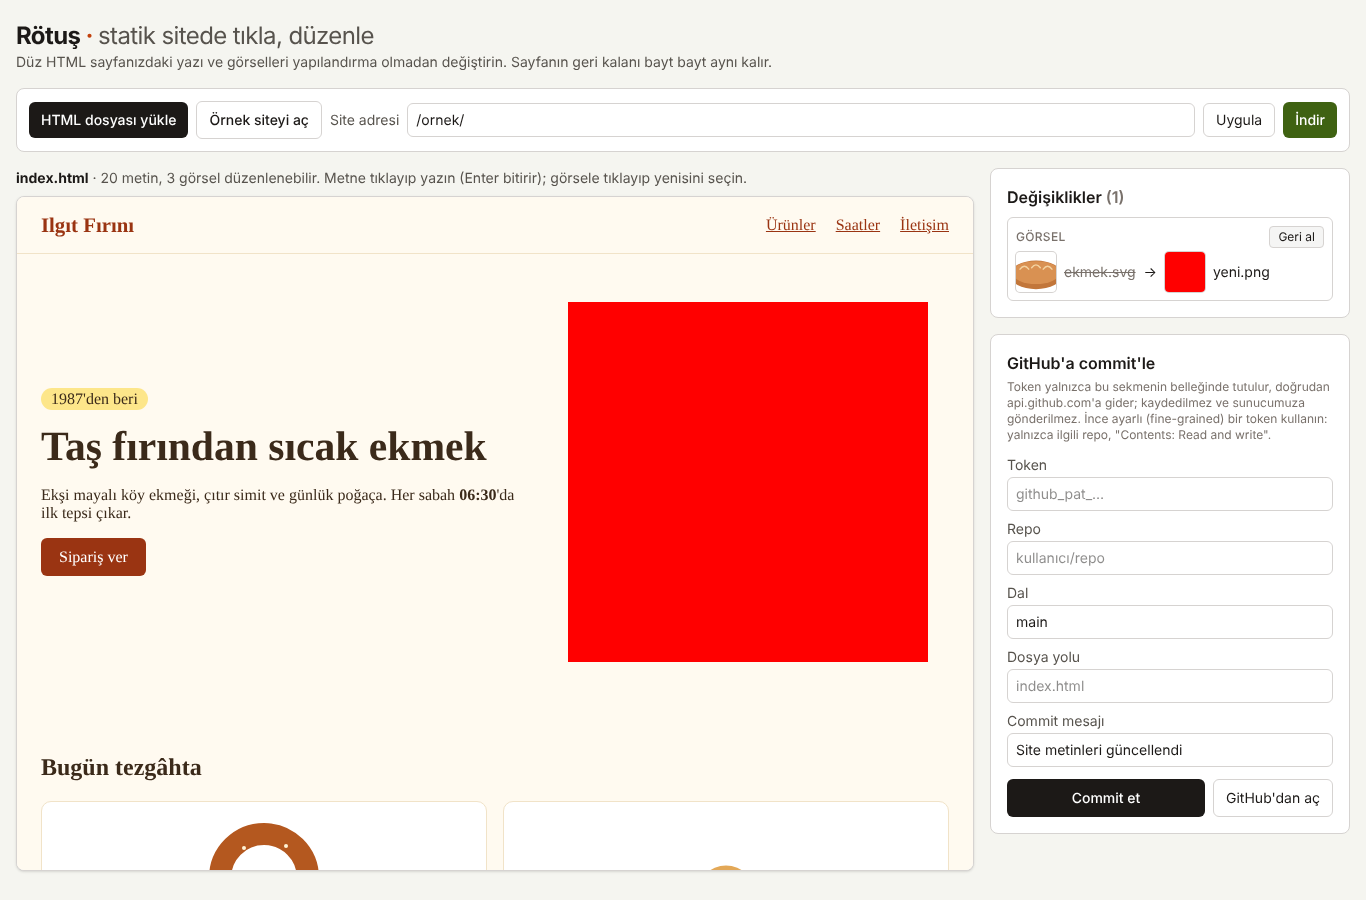 Rötuş · statik sitede tıkla, düzenle
Düz HTML sayfanızdaki yazı ve görselleri yapılandırma olmadan değiştirin. Sayfanın geri kalanı bayt bayt aynı kalır.
HTML dosyası yükle
Örnek siteyi aç
Site adresi
/ornek/
Uygula
İndir
index.html · 20 metin, 3 görsel düzenlenebilir. Metne tıklayıp yazın (Enter bitirir); görsele tıklayıp yenisini seçin.
Ilgıt Fırını
Ürünler
Saatler
İletişim
1987'den beri
Taş fırından sıcak ekmek
Ekşi mayalı köy ekmeği, çıtır simit ve günlük poğaça. Her sabah 06:30'da
ilk tepsi çıkar.
Sipariş ver
Bugün tezgâhta
Değişiklikler (1)
GÖRSEL
Geri al
ekmek.svg → yeni.png
GitHub'a commit'le
Token yalnızca bu sekmenin belleğinde tutulur, doğrudan
api.github.com'a gider; kaydedilmez ve sunucumuza
gönderilmez. İnce ayarlı (fine-grained) bir token kullanın:
yalnızca ilgili repo, "Contents: Read and write".
Token
github_pat_...
Repo
kullanıcı/repo
Dal
main
Dosya yolu
index.html
Commit mesajı
Site metinleri güncellendi
Commit et
GitHub'dan aç